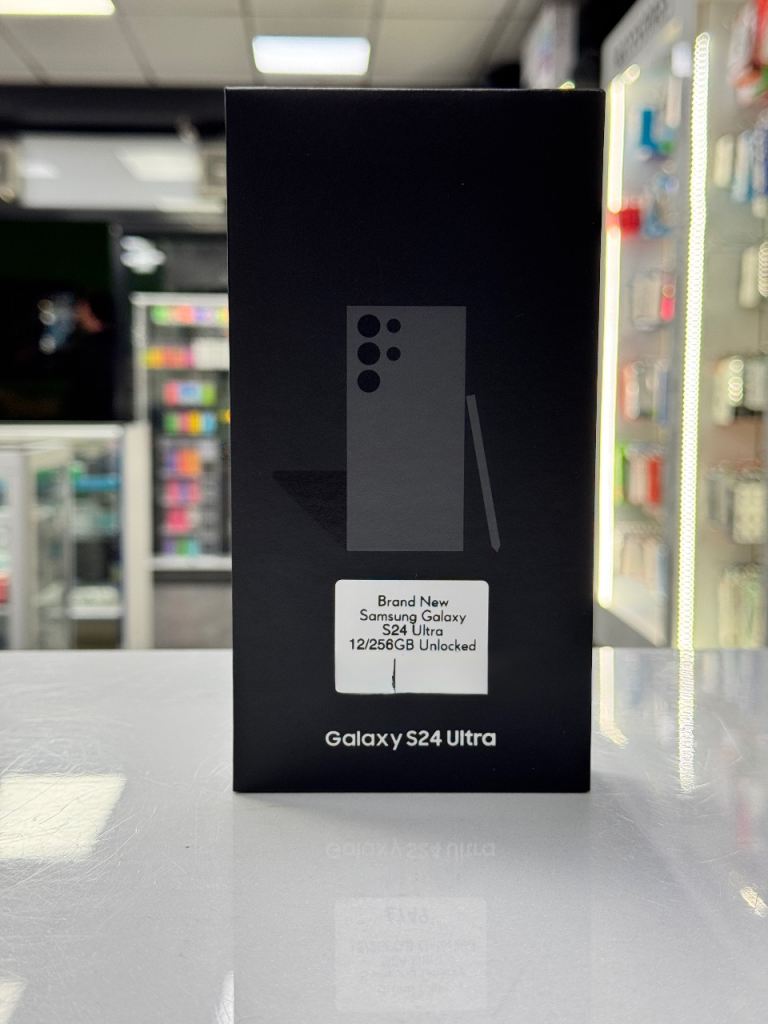 Brand New
Samsung Galaxy
S24 Ultra
12/256GB Unlocked
Galaxy S24 Ultra